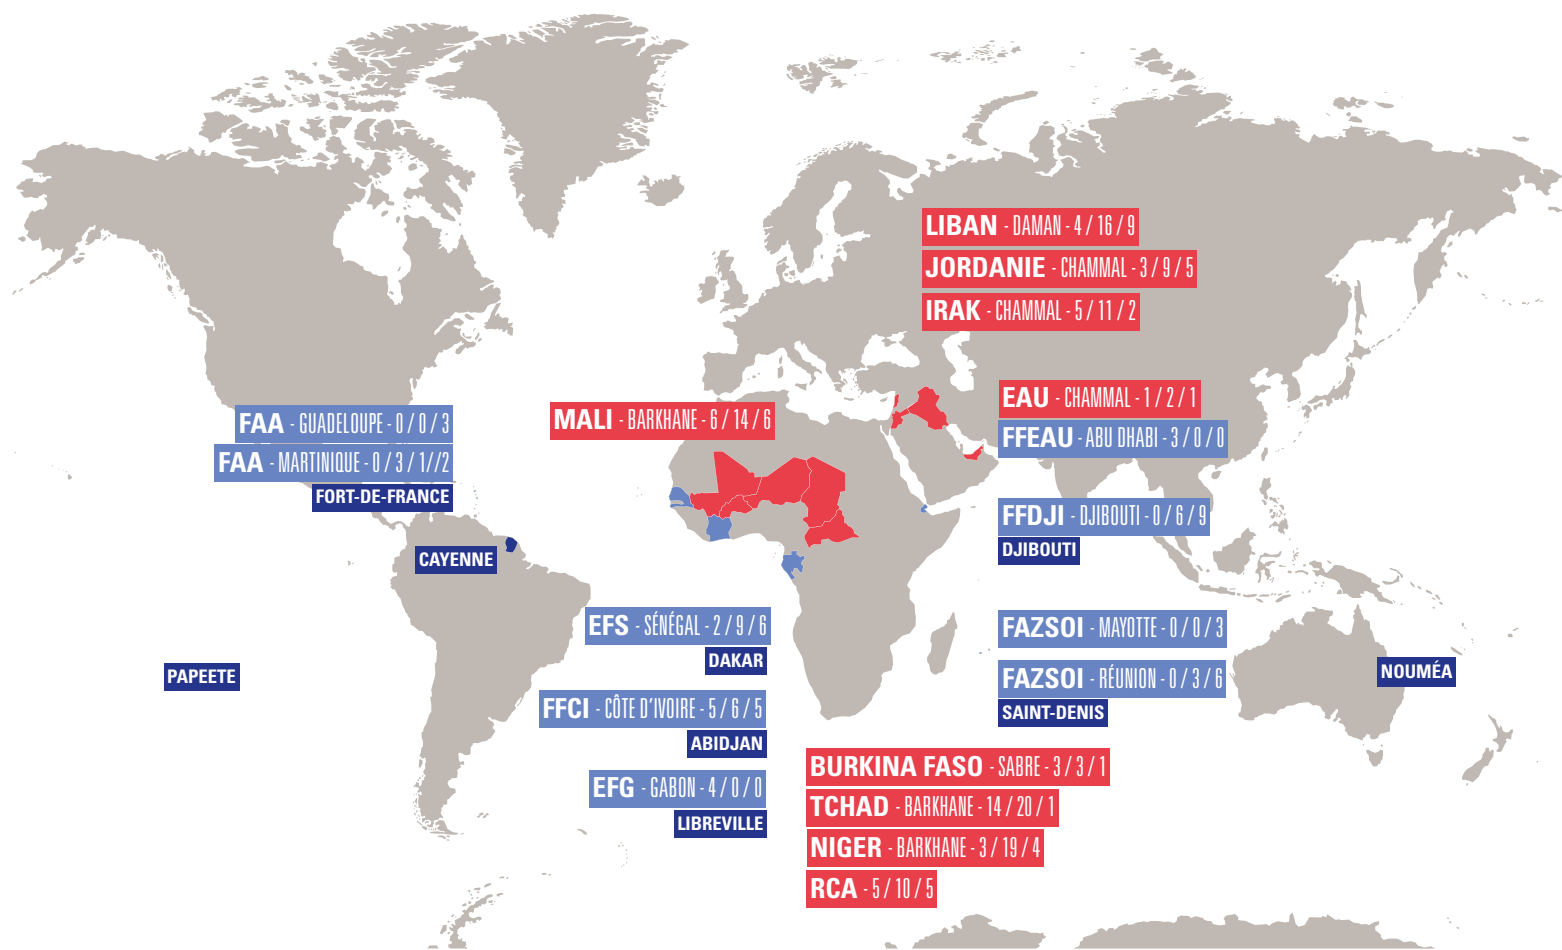 LIBAN - DAMAN - 4 / 16 / 9
JORDANIE - CHAMMAL - 3 / 9 / 5
IRAK - CHAMMAL - 5 / 11 / 2
EAU - CHAMMAL - 1 / 2 / 1
FFEAU - ABU DHABI - 3 / 0 / 0
FAA - GUADELOUPE - 0 / 0 / 3
FAA - MARTINIQUE - 0 / 3 / 1//2
FORT-DE-FRANCE
MALI - BARKHANE - 6 / 14 / 6
CAYENNE
FFDJI - DJIBOUTI - 0 / 6 / 9
DJIBOUTI
EFS - SÉNÉGAL - 2 / 9 / 6
DAKAR
FAZSOI - MAYOTTE - 0 / 0 / 3
FAZSOI - RÉUNION - 0 / 3 / 6
SAINT-DENIS
PAPEETE
NOUMÉA
FFCI - CÔTE D'IVOIRE - 5 / 6 / 5
ABIDJAN
EFG - GABON - 4 / 0 / 0
LIBREVILLE
BURKINA FASO - SABRE - 3 / 3 / 1
TCHAD - BARKHANE - 14 / 20 / 1
NIGER - BARKHANE - 3 / 19 / 4
RCA - 5 / 10 / 5